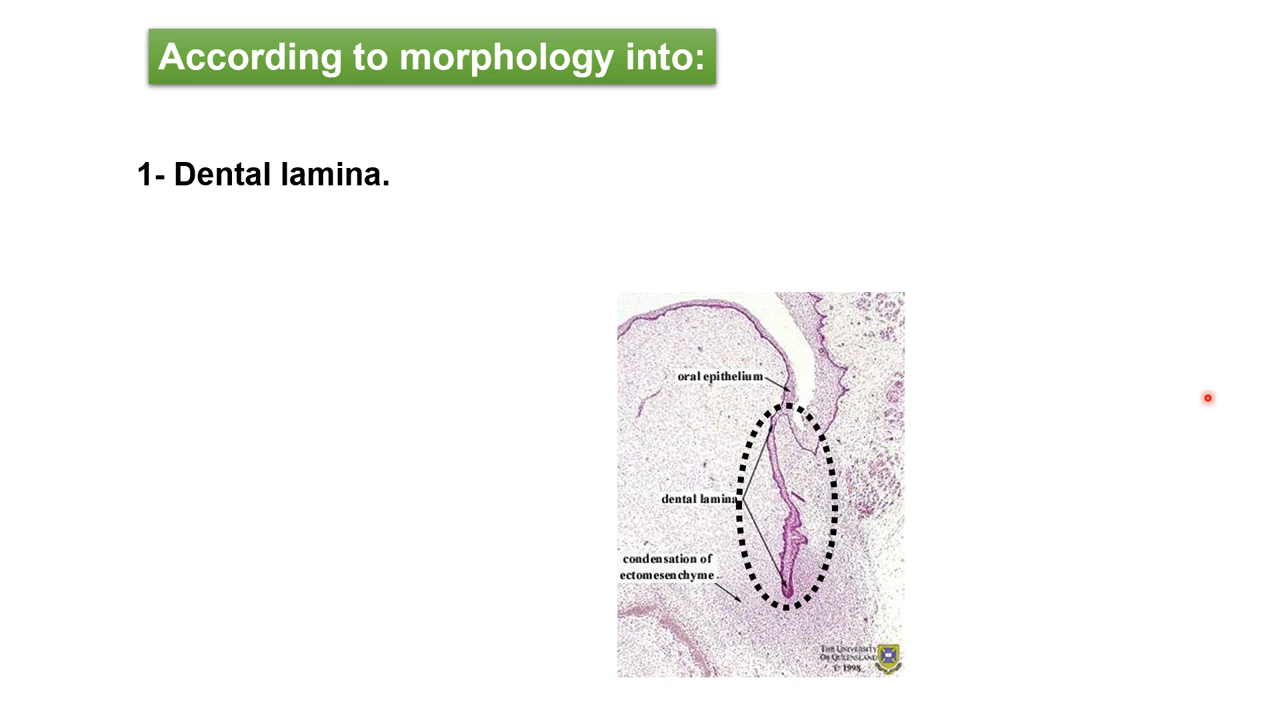 According to morphology into:
1- Dental lamina.
oral epithelium
dental lamina
condensation of
ectomesenchyme
THE UNIVERSITY
OF QUEENSLAND
© 1998